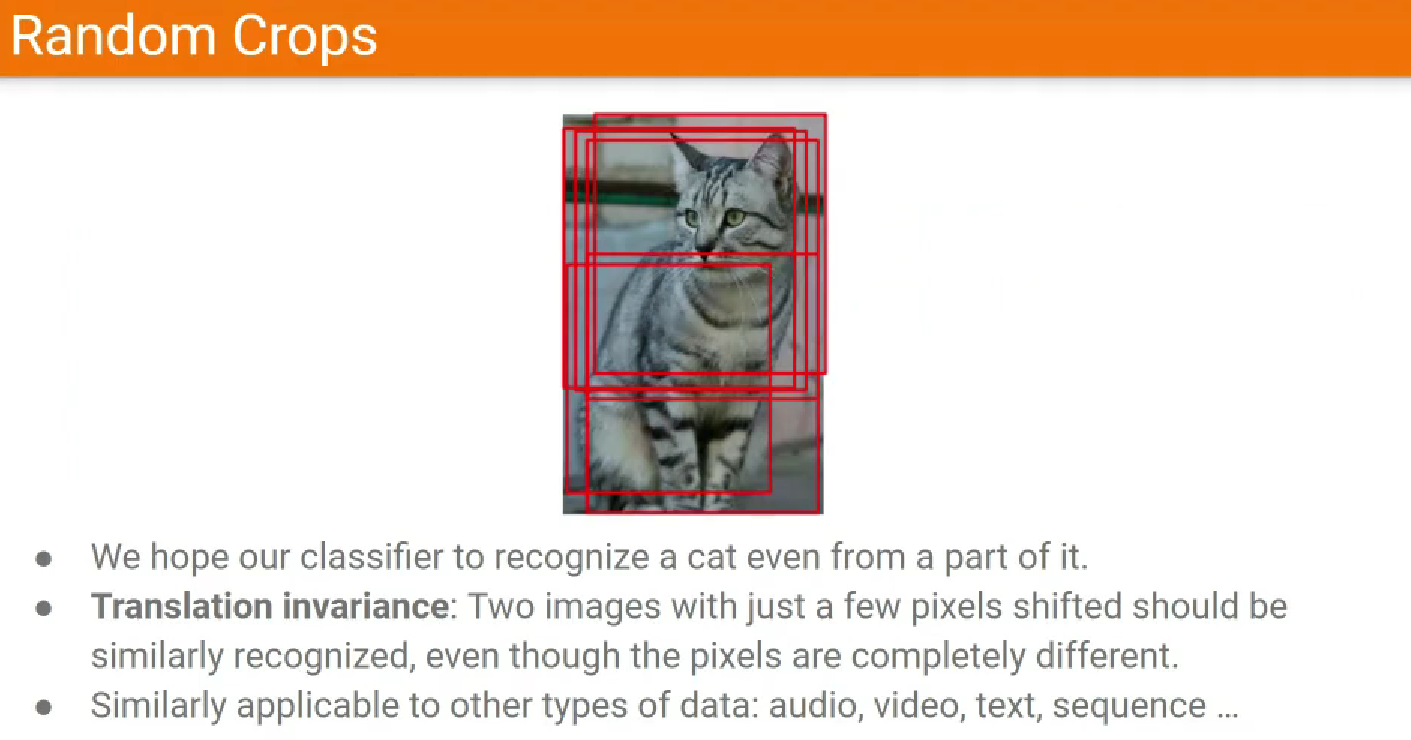 Random Crops
● We hope our classifier to recognize a cat even from a part of it.
● Translation invariance: Two images with just a few pixels shifted should be
similarly recognized, even though the pixels are completely different.
● Similarly applicable to other types of data: audio, video, text, sequence ...